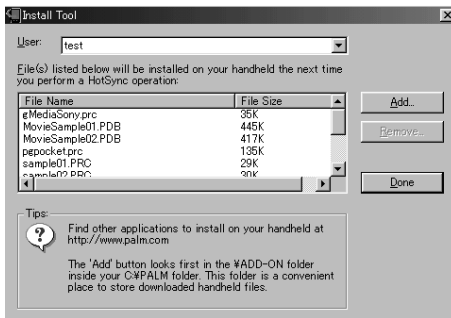 Install Tool
User: test
File(s) listed below will be installed on your handheld the next time
you perform a HotSync operation:
File Name File Size
gMediaSony.prc 35K
MovieSample01.PDB 445K
MovieSample02.PDB 417K
pgpocket.prc 135K
sample01.PRC 29K
sample02.PRC 30K
Add...
Remove...
Done
Tips:
Find other applications to install on your handheld at
http://www.palm.com
The 'Add' button looks first in the ¥ADD-ON folder
inside your C:¥PALM folder. This folder is a convenient
place to store downloaded handheld files.